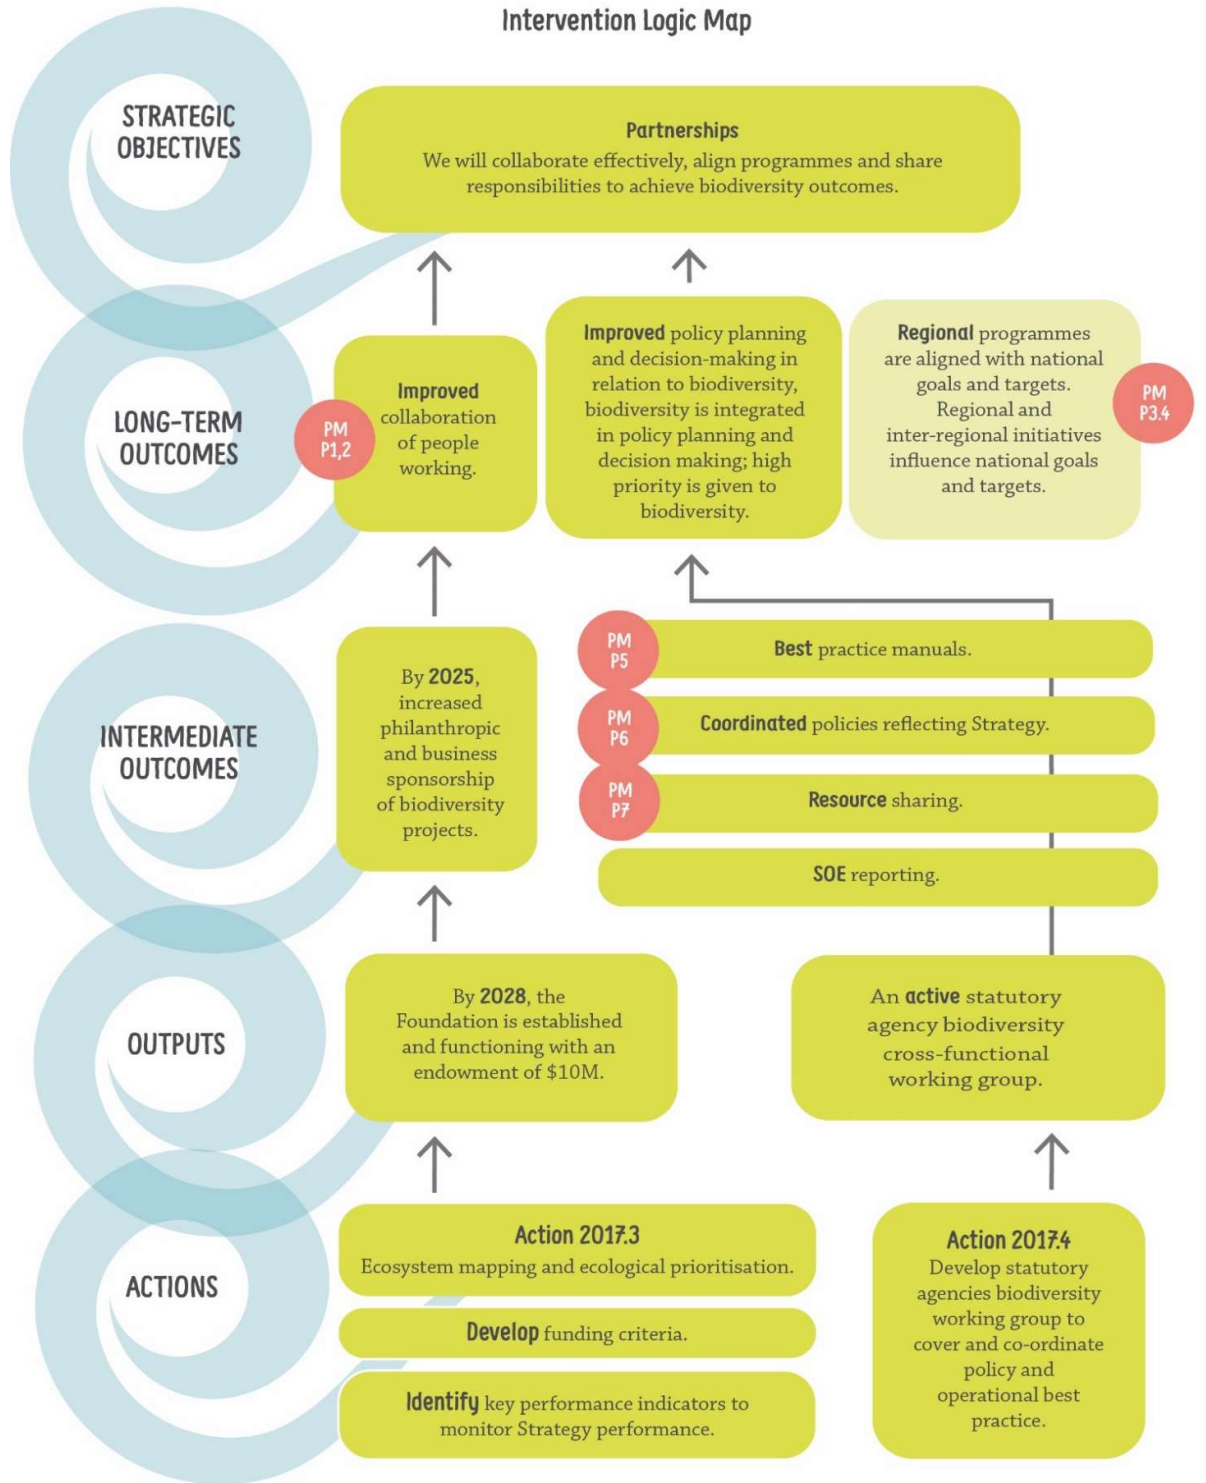 Intervention Logic Map
STRATEGIC
OBJECTIVES
Partnerships
We will collaborate effectively, align programmes and share
responsibilities to achieve biodiversity outcomes.
LONG-TERM
OUTCOMES
PM
P1,2
Improved
collaboration
of people
working.
Improved policy planning
and decision-making in
relation to biodiversity,
biodiversity is integrated
in policy planning and
decision making; high
priority is given to
biodiversity.
Regional programmes
are aligned with national
goals and targets.
Regional and
inter-regional initiatives
influence national goals
and targets.
PM
P3.4
INTERMEDIATE
OUTCOMES
By 2025,
increased
philanthropic
and business
sponsorship
of biodiversity
projects.
PM
P5
Best practice manuals.
PM
P6
Coordinated policies reflecting Strategy.
PM
P7
Resource sharing.
SOE reporting.
OUTPUTS
By 2028, the
Foundation is established
and functioning with an
endowment of $10M.
An active statutory
agency biodiversity
cross-functional
working group.
ACTIONS
Action 2017.3
Ecosystem mapping and ecological prioritisation.
Develop funding criteria.
Identify key performance indicators to
monitor Strategy performance.
Action 2017.4
Develop statutory
agencies biodiversity
working group to
cover and co-ordinate
policy and
operational best
practice.